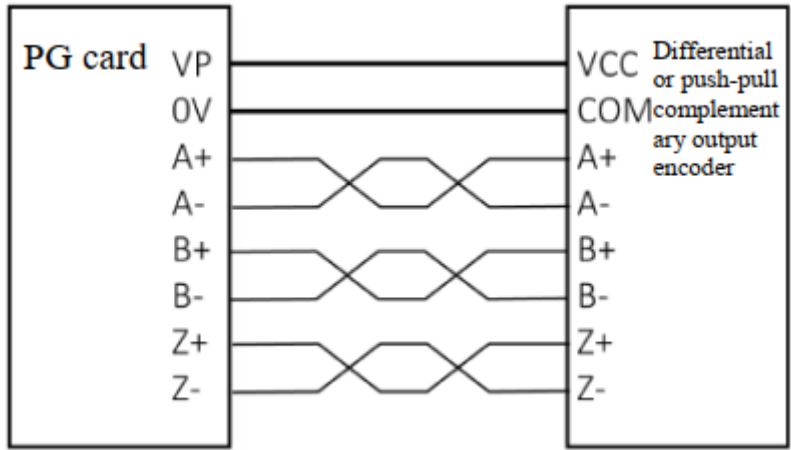 PG card
VP
0V
A+
A-
B+
B-
Z+
Z-
VCC
COM
A+
A-
B+
B-
Z+
Z-
Differential
or push-pull
complement
ary output
encoder